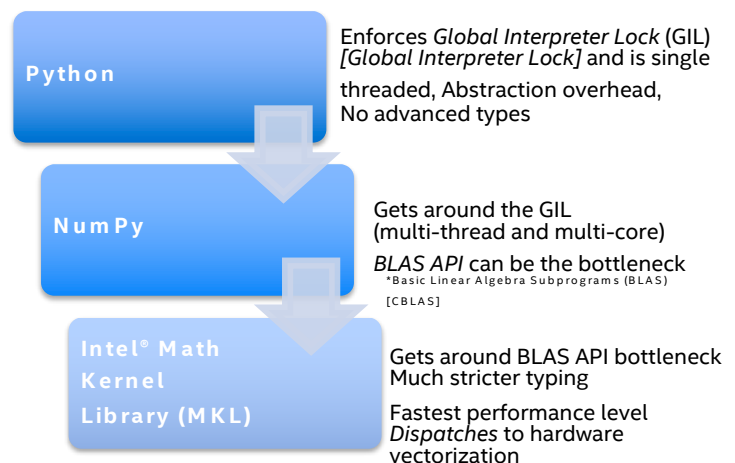 Python
Enforces Global Interpreter Lock (GIL)
[Global Interpreter Lock] and is single
threaded, Abstraction overhead,
No advanced types
NumPy
Gets around the GIL
(multi-thread and multi-core)
BLAS API can be the bottleneck
*Basic Linear Algebra Subprograms (BLAS)
[CBLAS]
Intel® Math
Kernel
Library (MKL)
Gets around BLAS API bottleneck
Much stricter typing
Fastest performance level
Dispatches to hardware
vectorization